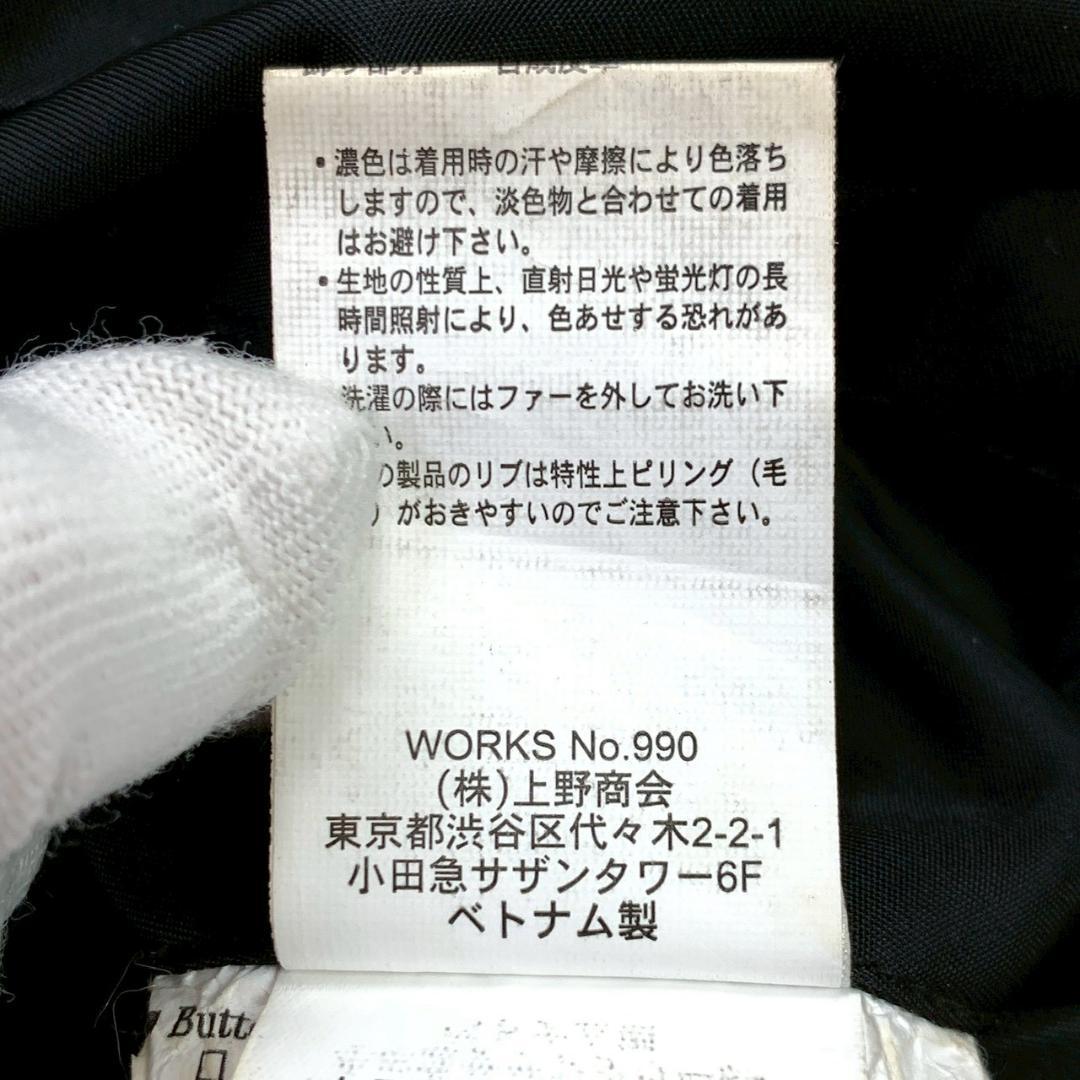 ・濃色は着用時の汗や摩擦により色落ち
しますので、淡色物と合わせての着用
はお避け下さい。
・生地の性質上、直射日光や蛍光灯の長
時間照射により、色あせする恐れがあ
ります。
洗濯の際にはファーを外してお洗い下
い。
の製品のリブは特性上ピリング（毛
）がおきやすいのでご注意下さい。
WORKS No.990
(株)上野商会
東京都渋谷区代々木2-2-1
小田急サザンタワー6F
ベトナム製